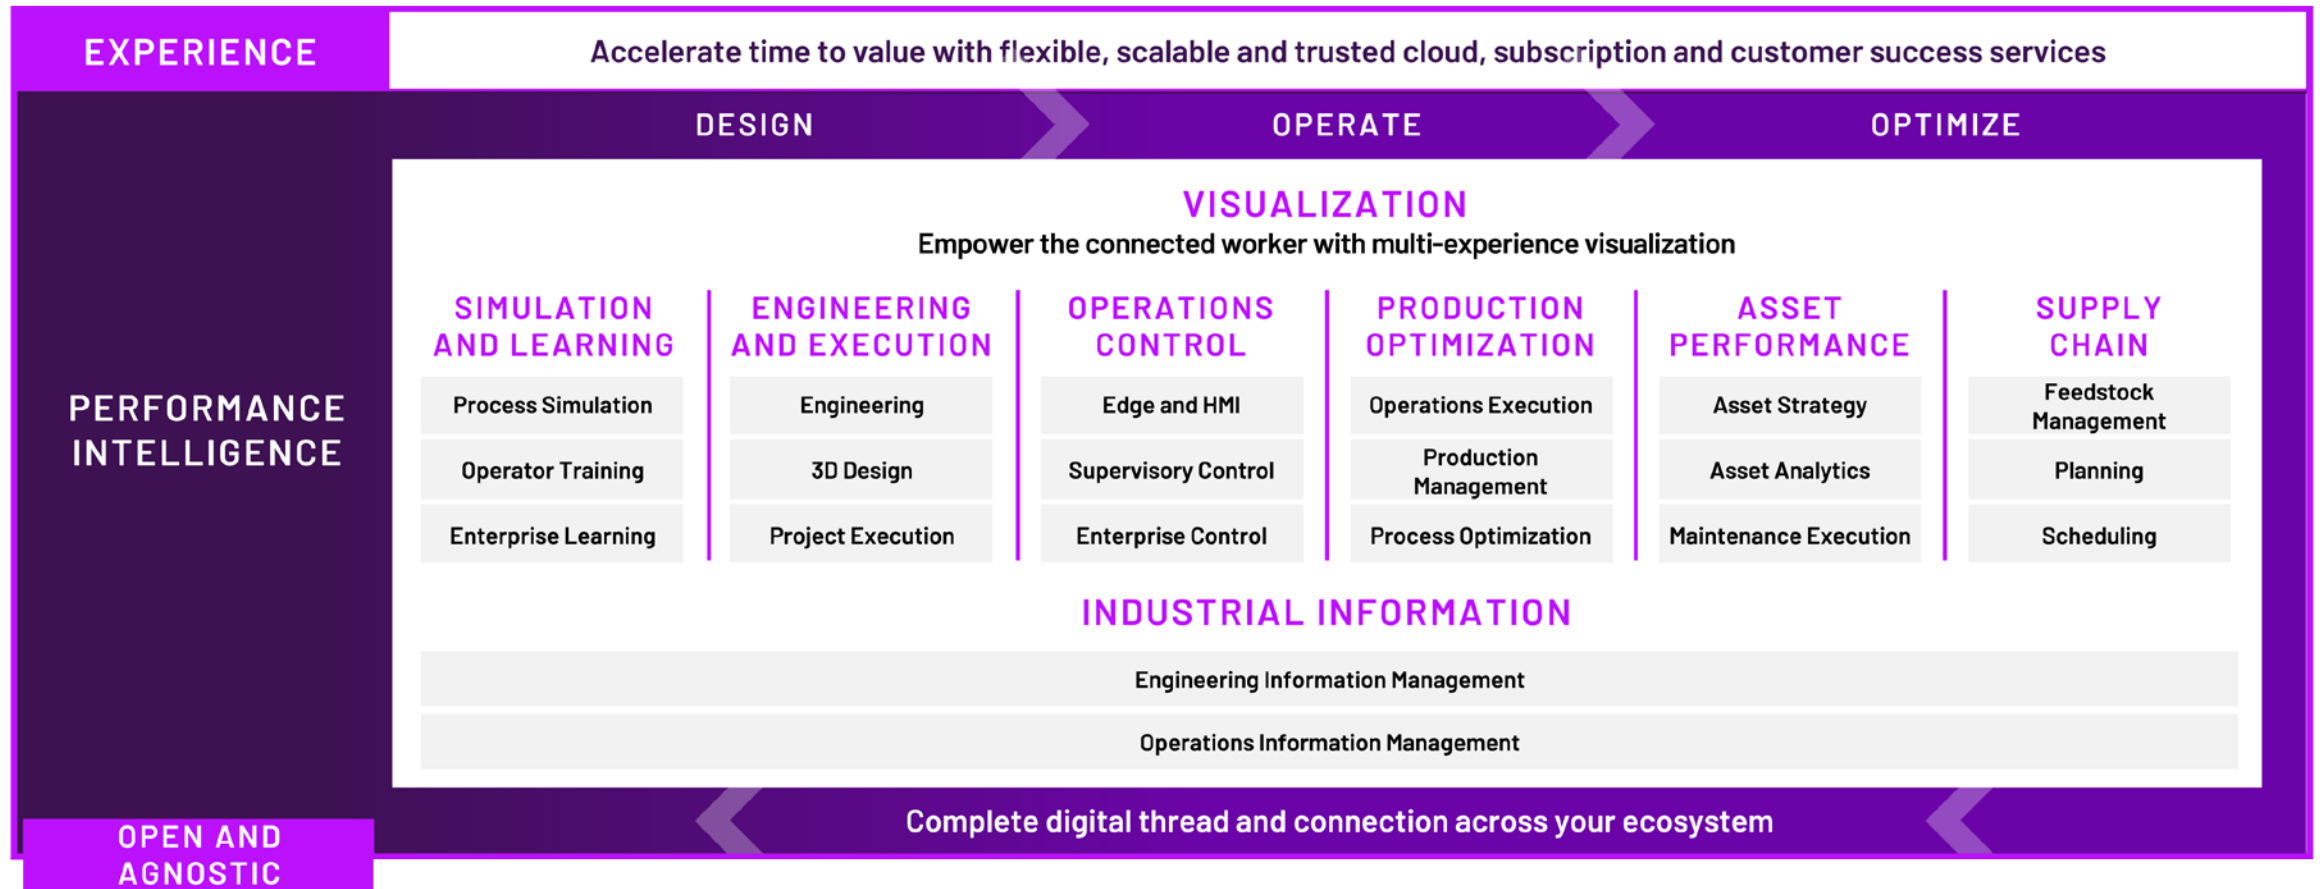 EXPERIENCE
Accelerate time to value with flexible, scalable and trusted cloud, subscription and customer success services
DESIGN
OPERATE
OPTIMIZE
PERFORMANCE
INTELLIGENCE
VISUALIZATION
Empower the connected worker with multi-experience visualization
SIMULATION
AND LEARNING
Process Simulation
Operator Training
Enterprise Learning
ENGINEERING
AND EXECUTION
Engineering
3D Design
Project Execution
OPERATIONS
CONTROL
Edge and HMI
Supervisory Control
Enterprise Control
PRODUCTION
OPTIMIZATION
Operations Execution
Production
Management
Process Optimization
ASSET
PERFORMANCE
Asset Strategy
Asset Analytics
Maintenance Execution
SUPPLY
CHAIN
Feedstock
Management
Planning
Scheduling
INDUSTRIAL INFORMATION
Engineering Information Management
Operations Information Management
OPEN AND
AGNOSTIC
Complete digital thread and connection across your ecosystem